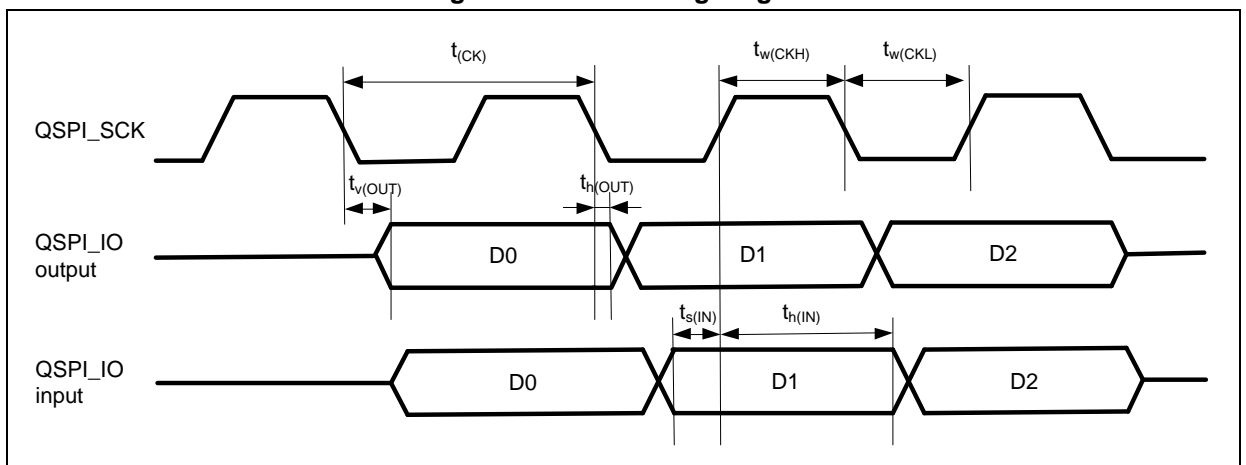 t(CK)
tw(CKH)
tw(CKL)
QSPI_SCK
tv(OUT)
th(OUT)
QSPI_IO
output
D0
D1
D2
ts(IN)
th(IN)
QSPI_IO
input
D0
D1
D2